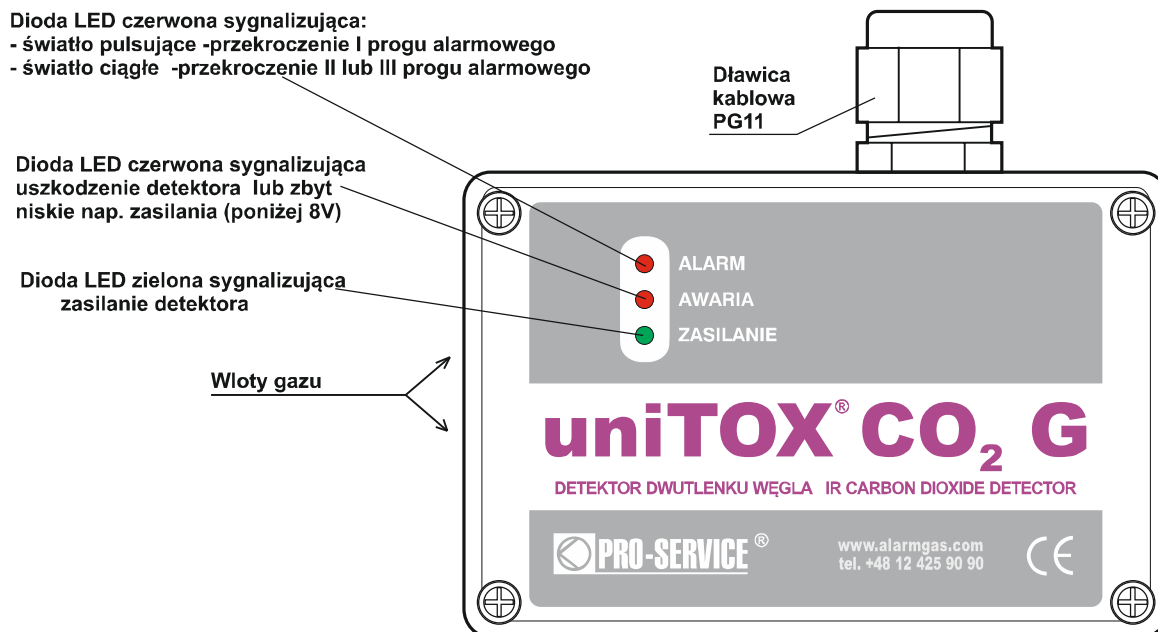 Dioda LED czerwona sygnalizująca:
- światło pulsujące -przekroczenie I progu alarmowego
- światło ciągłe -przekroczenie II lub III progu alarmowego
Dławica
kablowa
PG11
Dioda LED czerwona sygnalizująca
uszkodzenie detektora lub zbyt
niskie nap. zasilania (poniżej 8V)
Dioda LED zielona sygnalizująca
zasilanie detektora
Wloty gazu
ALARM
AWARIA
ZASILANIE
uniTOX® CO₂ G
DETEKTOR DWUTLENKU WĘGLA IR CARBON DIOXIDE DETECTOR
PRO-SERVICE ®
www.alarmgas.com
tel. +48 12 425 90 90
CE